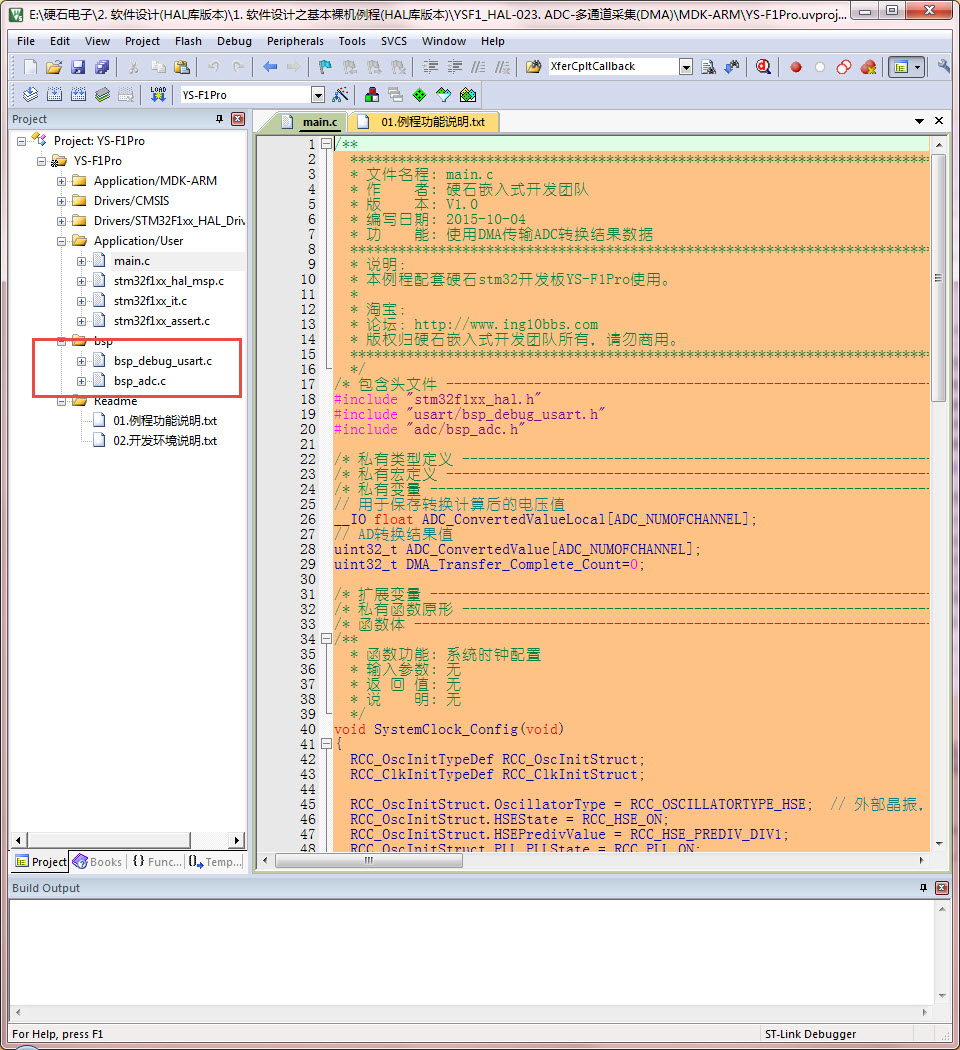 E:\硬石电子\2. 软件设计(HAL库版本)\1. 软件设计之基本裸机例程(HAL库版本)\YSF1_HAL-023. ADC-多通道采集(DMA)\MDK-ARM\YS-F1Pro.uvproj...
File Edit View Project Flash Debug Peripherals Tools SVCS Window Help
XferCpltCallback
LOAD YS-F1Pro
Project
Project: YS-F1Pro
YS-F1Pro
Application/MDK-ARM
Drivers/CMSIS
Drivers/STM32F1xx_HAL_Driv
Application/User
main.c
stm32f1xx_hal_msp.c
stm32f1xx_it.c
stm32f1xx_assert.c
bsp
bsp_debug_usart.c
bsp_adc.c
Readme
01.例程功能说明.txt
02.开发环境说明.txt
Project Books {} Func... Temp...
main.c 01.例程功能说明.txt
1 /**
2 ******************************************************************************
3 * 文件名程: main.c
4 * 作    者: 硬石嵌入式开发团队
5 * 版    本: V1.0
6 * 编写日期: 2015-10-04
7 * 功    能: 使用DMA传输ADC转换结果数据
8 ******************************************************************************
9 * 说明:
10 * 本例程配套硬石stm32开发板YS-F1Pro使用。
11 *
12 * 淘宝:
13 * 论坛: http://www.ing10bbs.com
14 * 版权归硬石嵌入式开发团队所有, 请勿商用。
15 ******************************************************************************
16 */
17 /* 包含头文件 ----------------------------------------------------------------
18 #include "stm32f1xx_hal.h"
19 #include "usart/bsp_debug_usart.h"
20 #include "adc/bsp_adc.h"
21
22 /* 私有类型定义 --------------------------------------------------------------
23 /* 私有宏定义 ----------------------------------------------------------------
24 /* 私有变量 ------------------------------------------------------------------
25 // 用于保存转换计算后的电压值
26 __IO float ADC_ConvertedValueLocal[ADC_NUMOFCHANNEL];
27 // AD转换结果值
28 uint32_t ADC_ConvertedValue[ADC_NUMOFCHANNEL];
29 uint32_t DMA_Transfer_Complete_Count=0;
30
31 /* 扩展变量 ------------------------------------------------------------------
32 /* 私有函数原形 --------------------------------------------------------------
33 /* 函数体 --------------------------------------------------------------------
34 /**
35 * 函数功能: 系统时钟配置
36 * 输入参数: 无
37 * 返 回 值: 无
38 * 说    明: 无
39 */
40 void SystemClock_Config(void)
41 {
42 RCC_OscInitTypeDef RCC_OscInitStruct;
43 RCC_ClkInitTypeDef RCC_ClkInitStruct;
44
45 RCC_OscInitStruct.OscillatorType = RCC_OSCILLATORTYPE_HSE;  // 外部晶振,
46 RCC_OscInitStruct.HSEState = RCC_HSE_ON;
47 RCC_OscInitStruct.HSEPredivValue = RCC_HSE_PREDIV_DIV1;
48 RCC_OscInitStruct.PLL.PLLState = RCC_PLL_ON;
Build Output
For Help, press F1 ST-Link Debugger